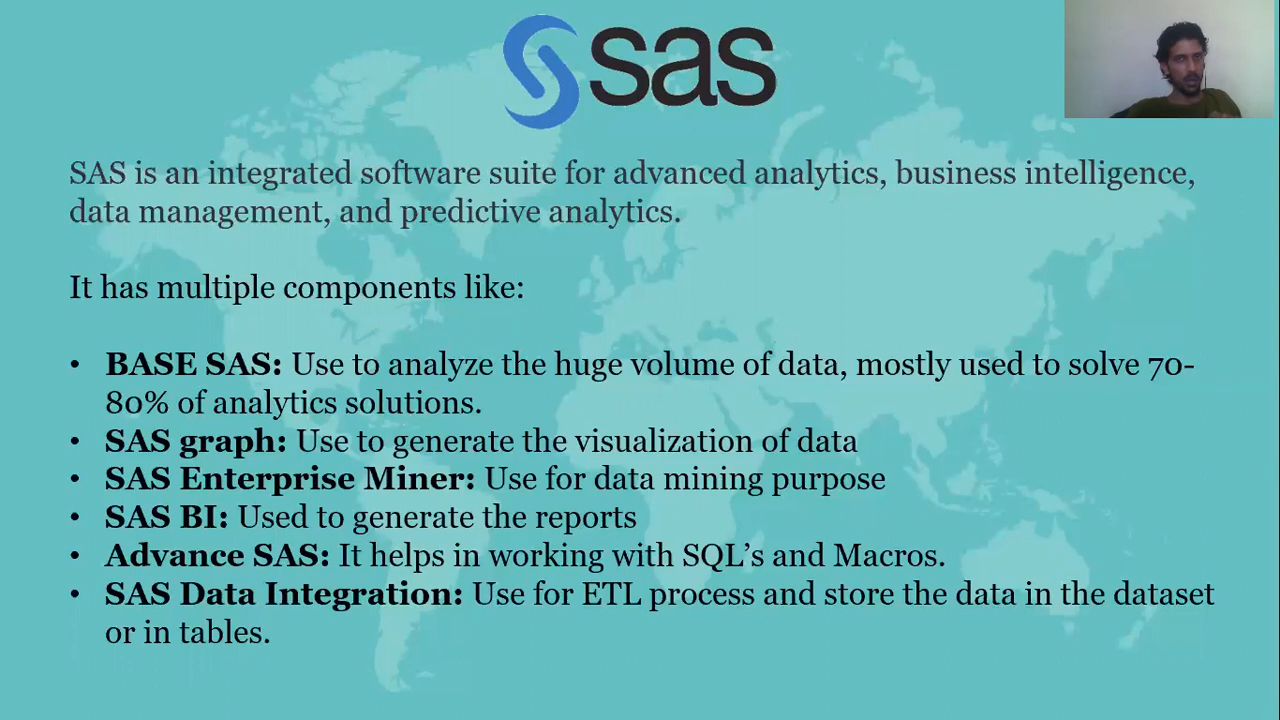 sas
SAS is an integrated software suite for advanced analytics, business intelligence,
data management, and predictive analytics.
It has multiple components like:
• BASE SAS: Use to analyze the huge volume of data, mostly used to solve 70-
80% of analytics solutions.
• SAS graph: Use to generate the visualization of data
• SAS Enterprise Miner: Use for data mining purpose
• SAS BI: Used to generate the reports
• Advance SAS: It helps in working with SQL’s and Macros.
• SAS Data Integration: Use for ETL process and store the data in the dataset
or in tables.